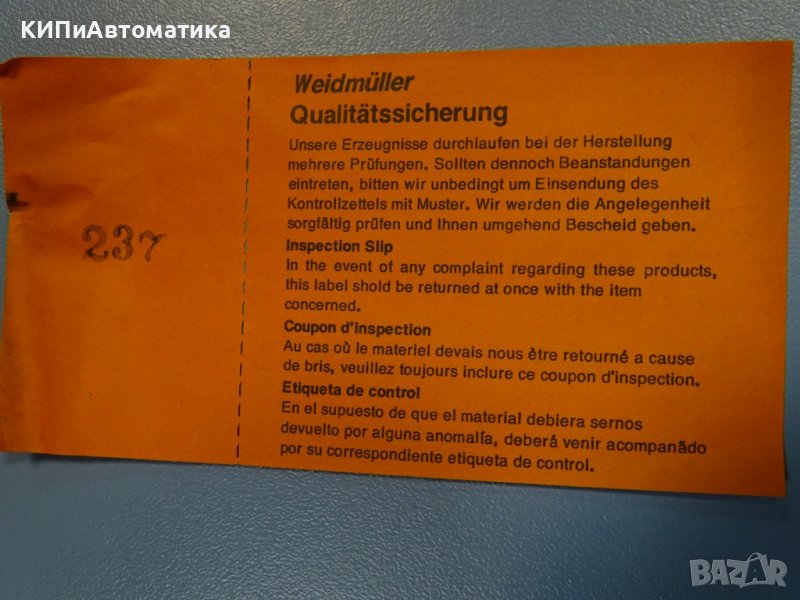 КИПиАвтоматика
Weidmüller
Qualitätssicherung
Unsere Erzeugnisse durchlaufen bei der Herstellung
mehrere Prüfungen. Sollten dennoch Beanstandungen
eintreten, bitten wir unbedingt um Einsendung des
Kontrollzettels mit Muster. Wir werden die Angelegenheit
sorgfältig prüfen und Ihnen umgehend Bescheid geben.
237
Inspection Slip
In the event of any complaint regarding these products,
this label shold be returned at once with the item
concerned.
Coupon d'inspection
Au cas où le materiel devais nous ètre retourné a cause
de bris, veuillez toujours inclure ce coupon d'inspection.
Etiqueta de control
En el supuesto de que el material debiera sernos
devuelto por alguna anomalía, deberá venir acompanãdo
por su correspondiente etiqueta de control.
BAZAR